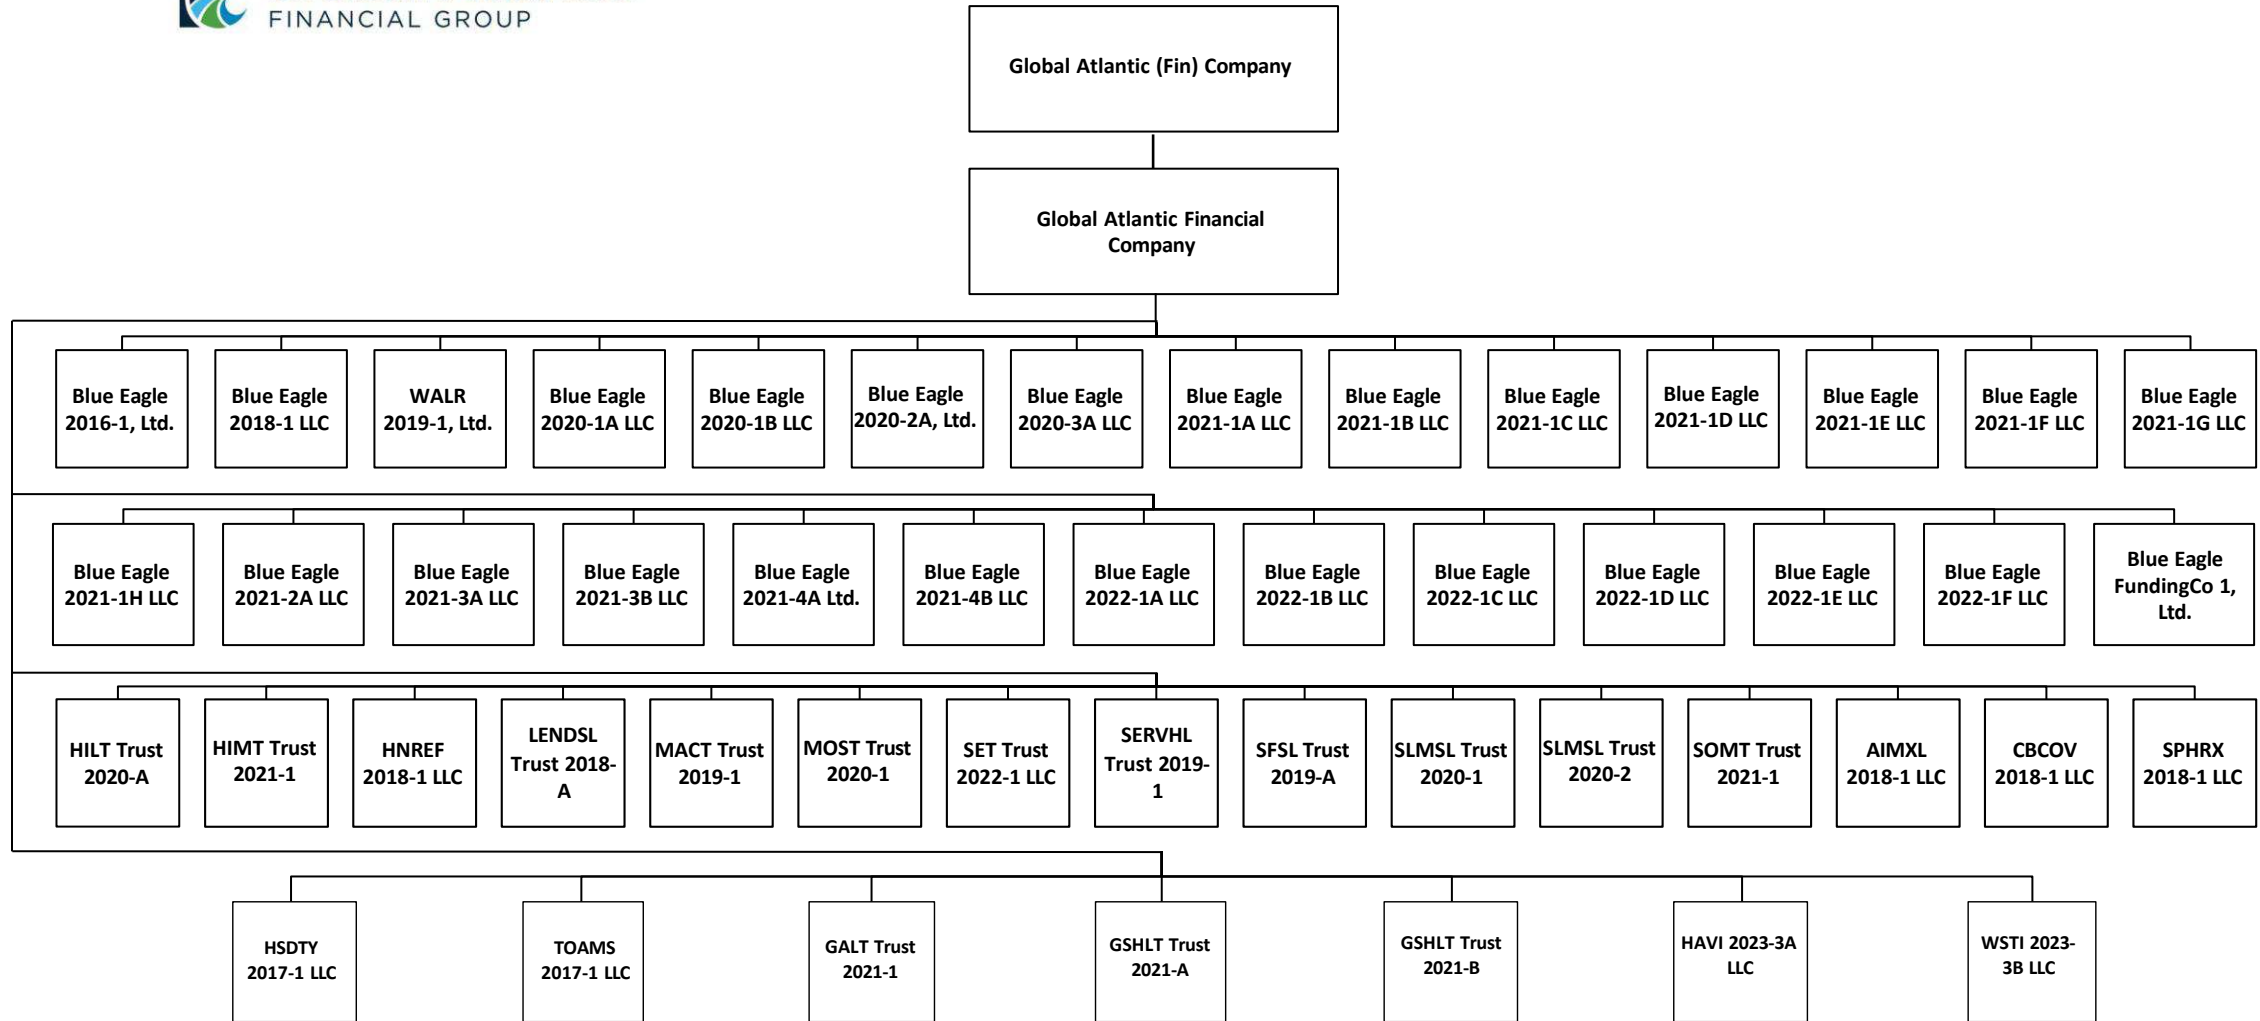 FINANCIAL GROUP
Global Atlantic (Fin) Company
Global Atlantic Financial
Company
Blue Eagle
2016-1, Ltd.
Blue Eagle
2018-1 LLC
WALR
2019-1, Ltd.
Blue Eagle
2020-1A LLC
Blue Eagle
2020-1B LLC
Blue Eagle
2020-2A, Ltd.
Blue Eagle
2020-3A LLC
Blue Eagle
2021-1A LLC
Blue Eagle
2021-1B LLC
Blue Eagle
2021-1C LLC
Blue Eagle
2021-1D LLC
Blue Eagle
2021-1E LLC
Blue Eagle
2021-1F LLC
Blue Eagle
2021-1G LLC
Blue Eagle
2021-1H LLC
Blue Eagle
2021-2A LLC
Blue Eagle
2021-3A LLC
Blue Eagle
2021-3B LLC
Blue Eagle
2021-4A Ltd.
Blue Eagle
2021-4B LLC
Blue Eagle
2022-1A LLC
Blue Eagle
2022-1B LLC
Blue Eagle
2022-1C LLC
Blue Eagle
2022-1D LLC
Blue Eagle
2022-1E LLC
Blue Eagle
2022-1F LLC
Blue Eagle
FundingCo 1,
Ltd.
HILT Trust
2020-A
HIMT Trust
2021-1
HNREF
2018-1 LLC
LENDSL
Trust 2018-
A
MACT Trust
2019-1
MOST Trust
2020-1
SET Trust
2022-1 LLC
SERVHL
Trust 2019-
1
SFSL Trust
2019-A
SLMSL Trust
2020-1
SLMSL Trust
2020-2
SOMT Trust
2021-1
AIMXL
2018-1 LLC
CBCOV
2018-1 LLC
SPHRX
2018-1 LLC
HSDTY
2017-1 LLC
TOAMS
2017-1 LLC
GALT Trust
2021-1
GSHLT Trust
2021-A
GSHLT Trust
2021-B
HAVI 2023-3A
LLC
WSTI 2023-
3B LLC